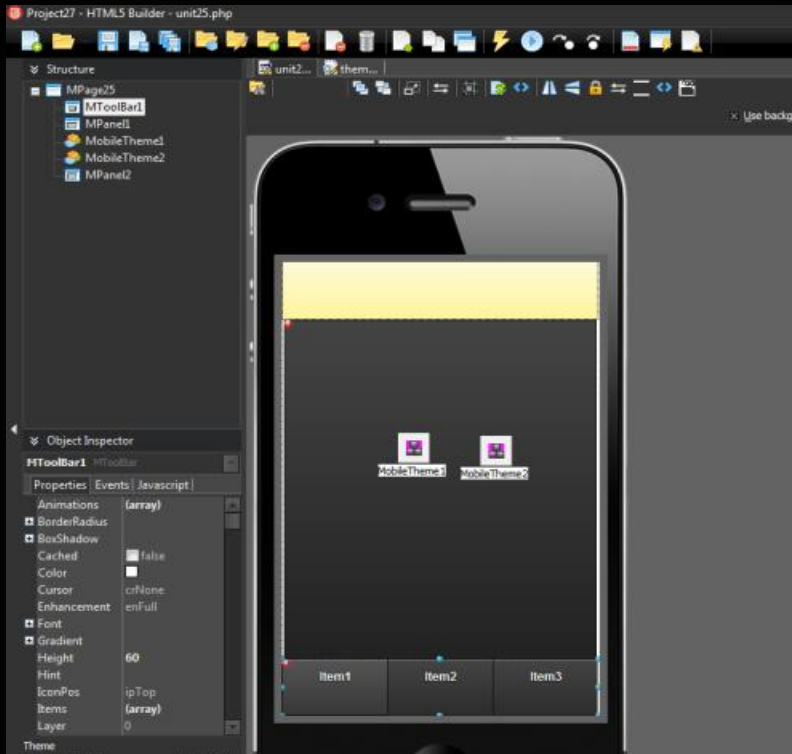 Project27 - HTML5 Builder - unit25.php
Structure
unit2... them...
MPage25
MToolBar1
MPanel1
MobileTheme1
MobileTheme2
MPanel2
Use backg
Object Inspector
MToolBar1 MToolBar
Properties Events Javascript
Animations (array)
BorderRadius
BoxShadow
Cached false
Color
Cursor crNone
Enhancement enFull
Font
Gradient
Height 60
Hint
IconPos ipTop
Items (array)
Layer 0
Theme
MobileTheme1 MobileTheme2
Item1 Item2 Item3